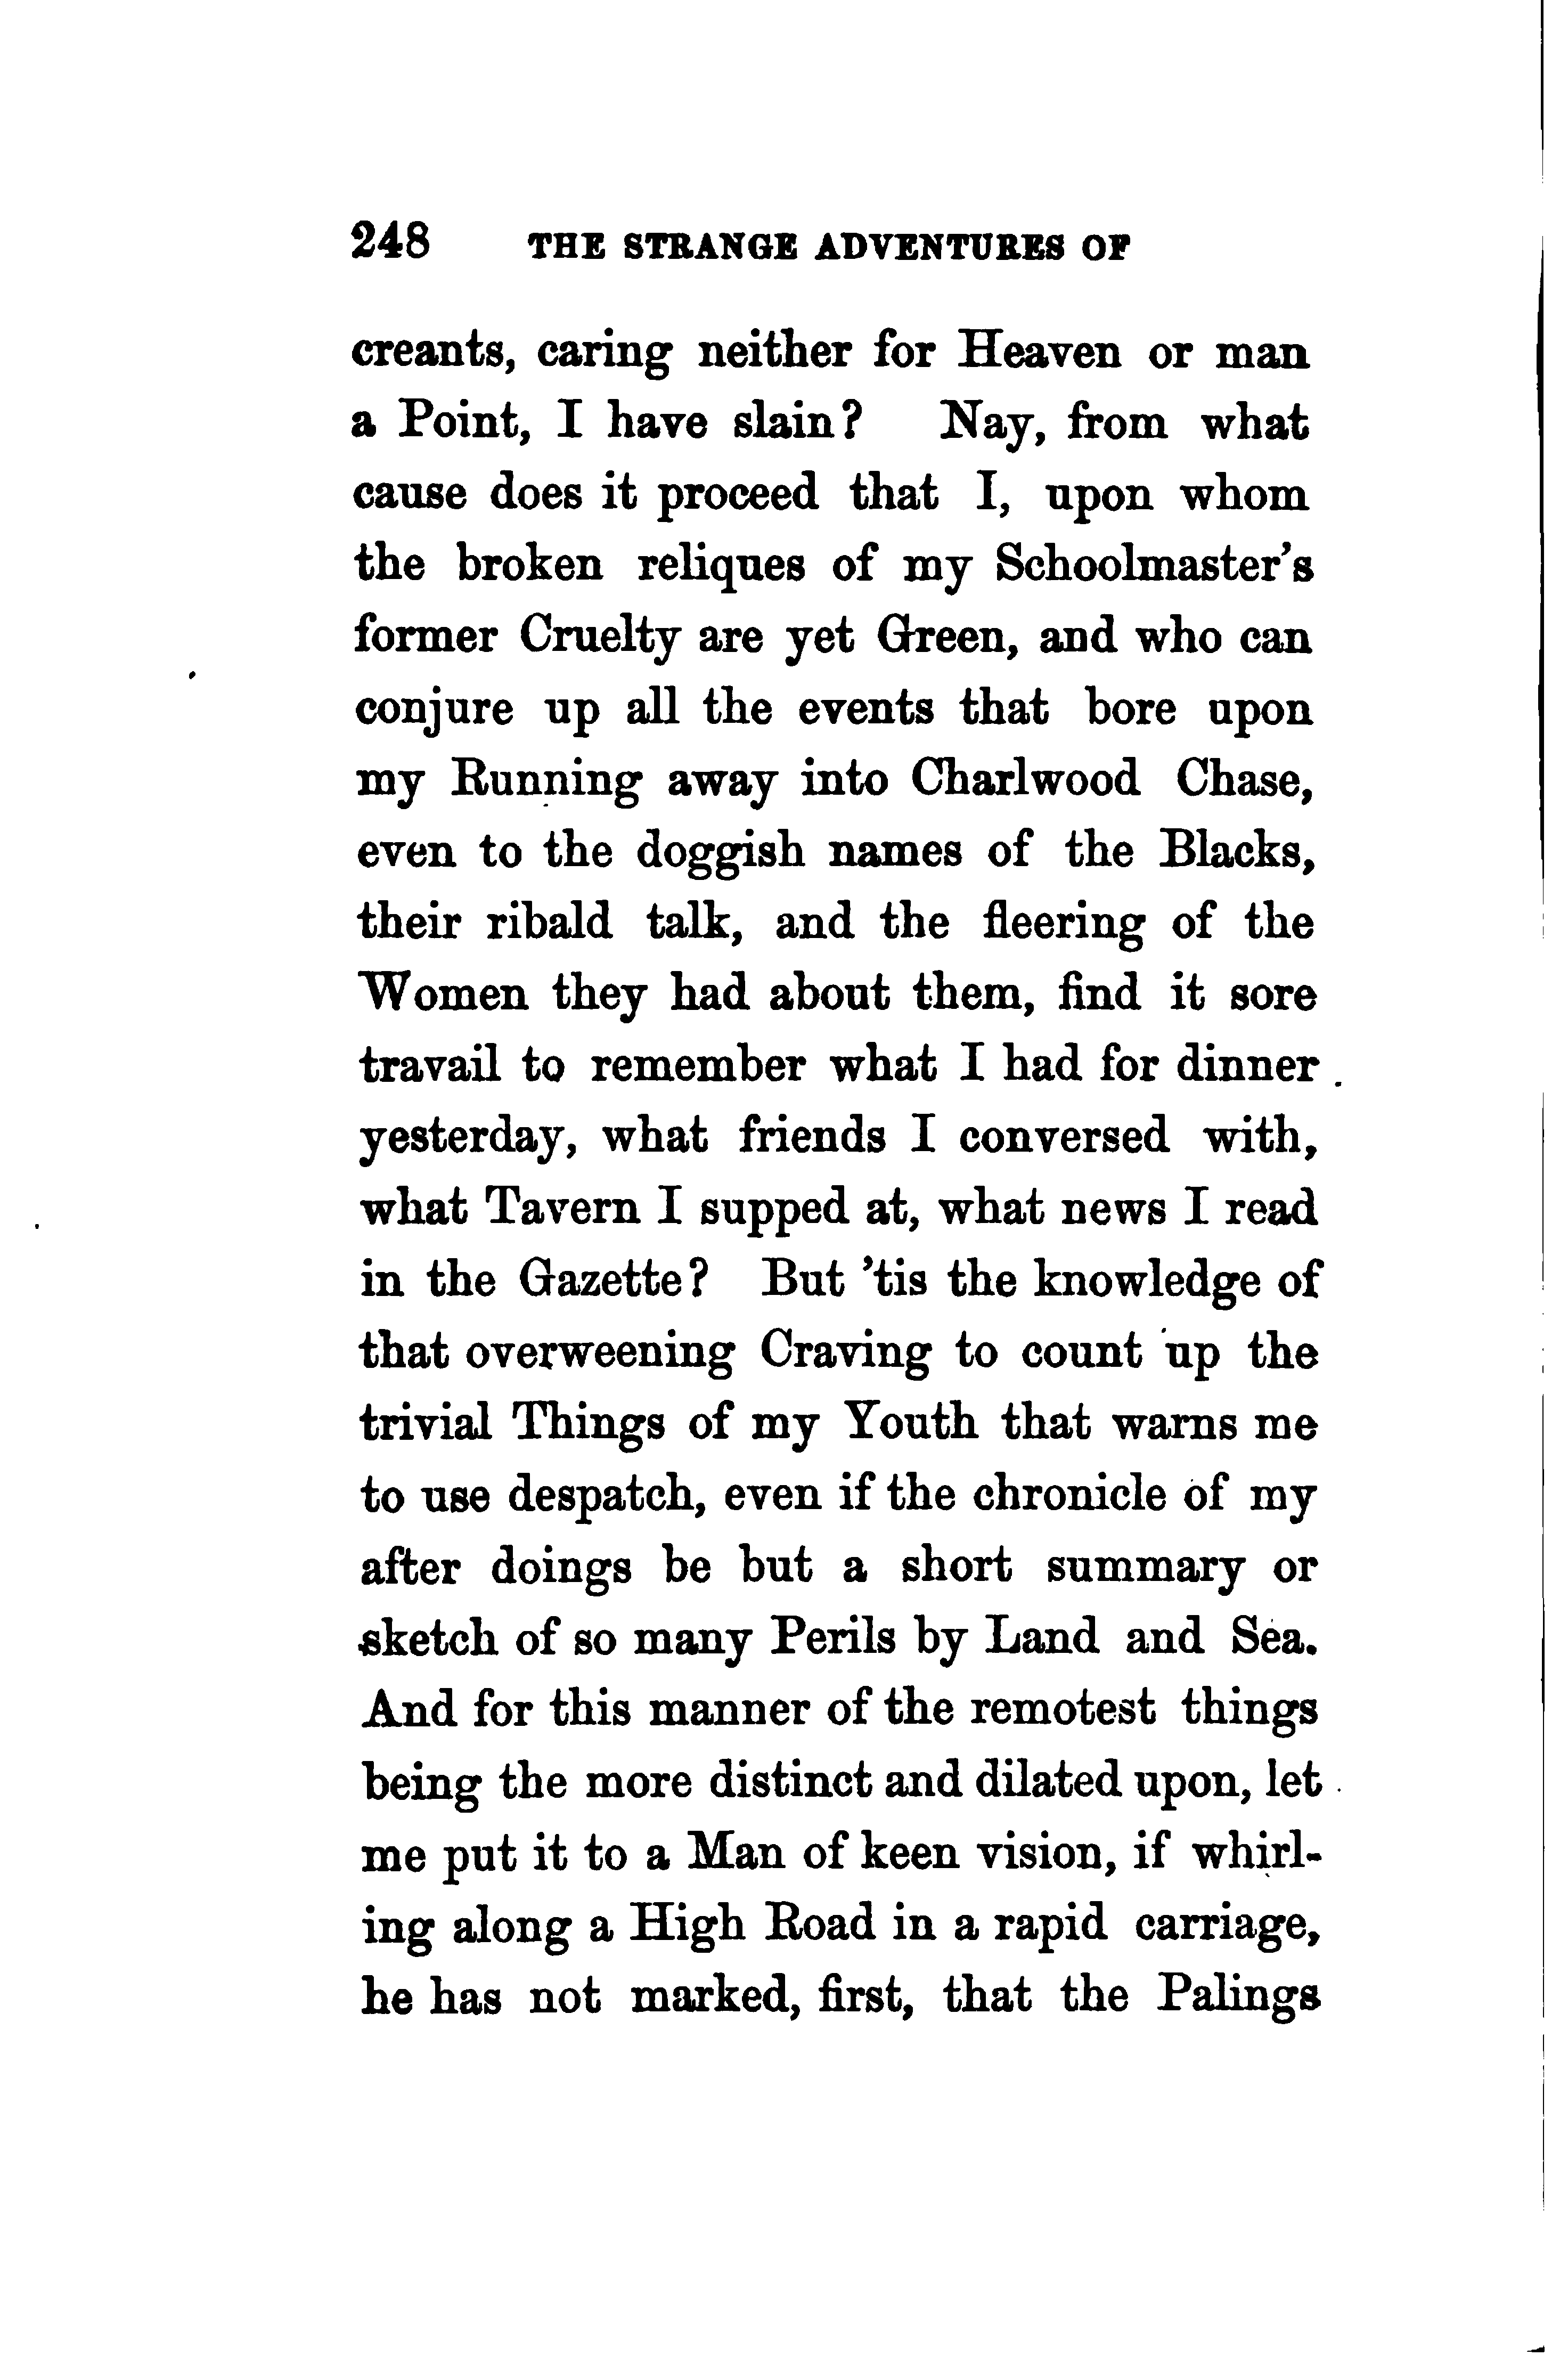 248 THE STRANGE ADVENTURES OF
creants, caring neither for Heaven or man
a Point, I have slain? Nay, from what
cause does it proceed that I, upon whom
the broken reliques of my Schoolmaster's
former Cruelty are yet Green, and who can
conjure up all the events that bore upon
my Running away into Charlwood Chase,
even to the doggish names of the Blacks,
their ribald talk, and the fleering of the
Women they had about them, find it sore
travail to remember what I had for dinner
yesterday, what friends I conversed with,
what Tavern I supped at, what news I read
in the Gazette? But 'tis the knowledge of
that overweening Craving to count up the
trivial Things of my Youth that warns me
to use despatch, even if the chronicle of my
after doings be but a short summary or
sketch of so many Perils by Land and Sea.
And for this manner of the remotest things
being the more distinct and dilated upon, let
me put it to a Man of keen vision, if whirl-
ing along a High Road in a rapid carriage,
he has not marked, first, that the Palings